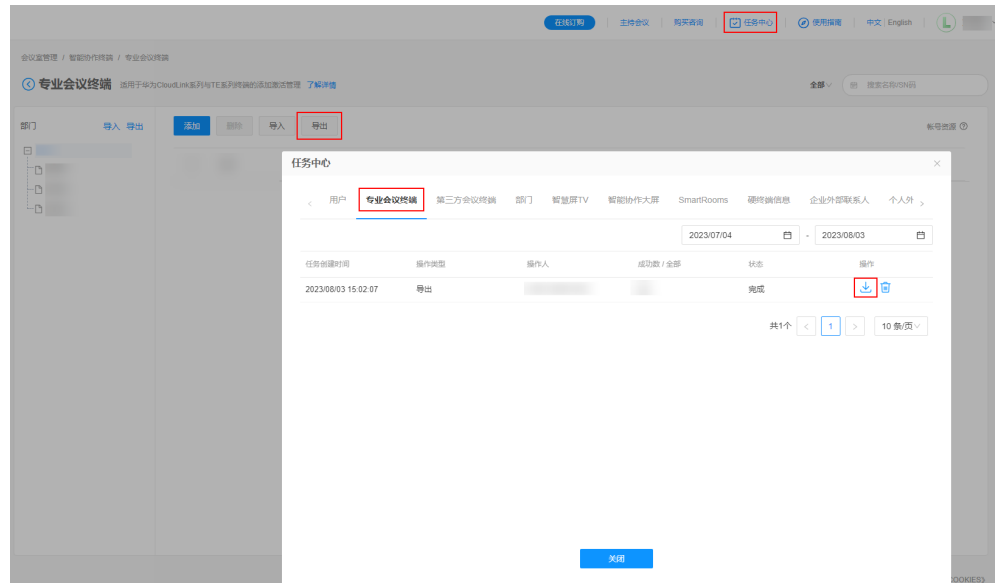 在线订购 主持会议 购买咨询 任务中心 使用指南 中文 English L
会议室管理 / 智能协作终端 / 专业会议终端
专业会议终端 适用于华为CloudLink系列与TE系列终端的添加激活管理 了解详情 全部 搜索名称/SN码
部门 导入 导出 添加 删除 导入 导出 帐号资源
任务中心
用户 专业会议终端 第三方会议终端 部门 智慧屏TV 智能协作大屏 SmartRooms 硬终端信息 企业外部联系人 个人外
2023/07/04 - 2023/08/03
任务创建时间 操作类型 操作人 成功数 / 全部 状态 操作
2023/08/03 15:02:07 导出 完成
共1个 < 1 > 10 条/页
关闭
COOKIES)